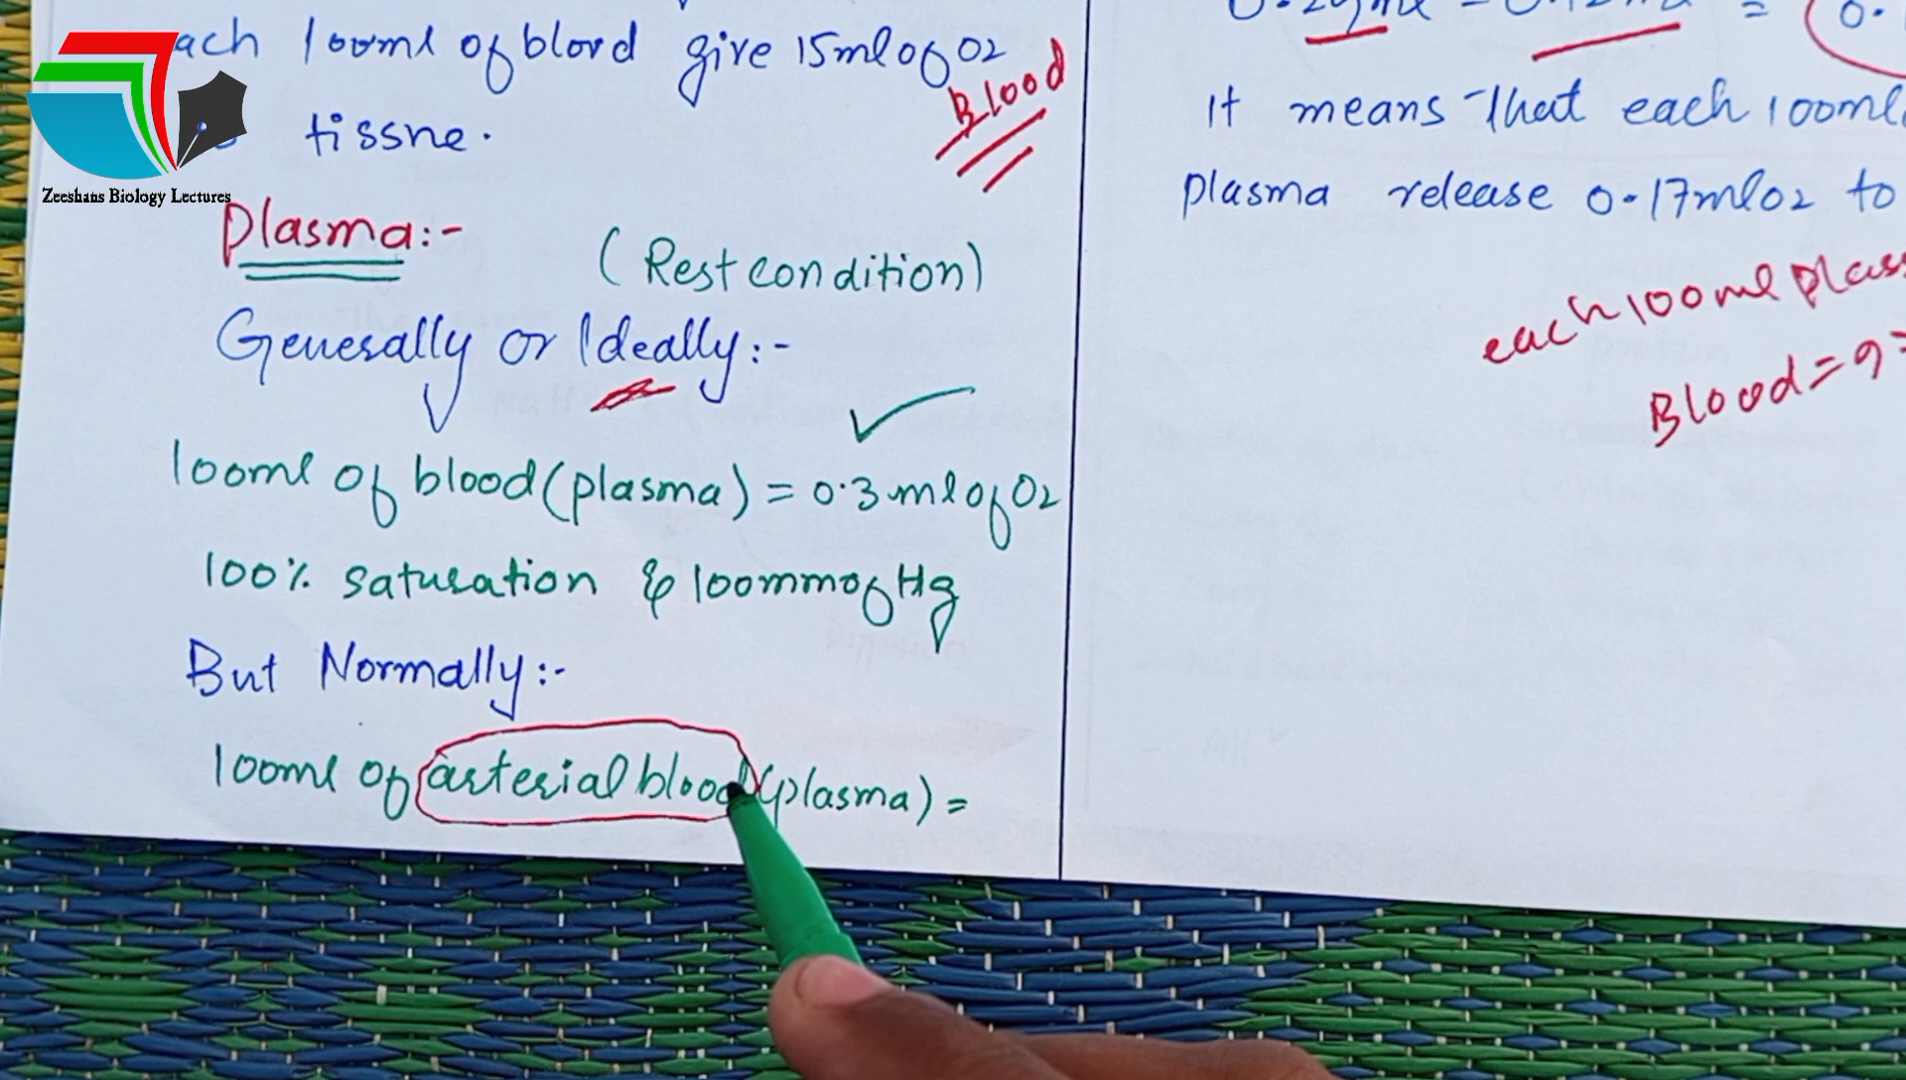 ach 100ml of blood give 15ml of O2
tissue.
Blood
Zeeshans Biology Lectures
Plasma:-
(Rest condition)
Generally or Ideally:-
100ml of blood(plasma) = 0.3ml of O2
100% saturation & 100mm of Hg
But Normally:-
100ml of arterial blood(plasma) =
=
0.
It means that each 100ml
plasma release 0.17ml O2 to
each 100ml plas
Blood=